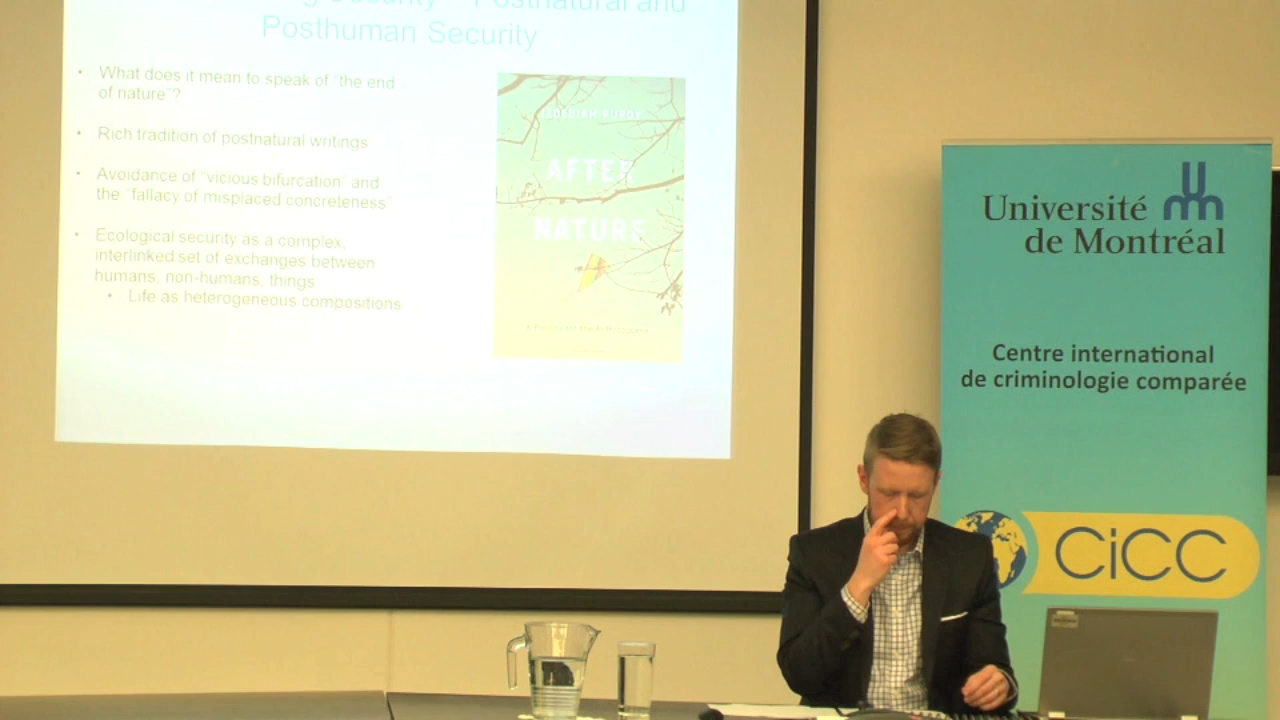 Security – Postnatural and
Posthuman Security
• What does it mean to speak of "the end
of nature"?
• Rich tradition of postnatural writings
• Avoidance of "vicious bifurcation" and
the "fallacy of misplaced concreteness"
• Ecological security as a complex,
interlinked set of exchanges between
humans, non-humans, things
• Life as heterogeneous compositions
JEDEDIAH PURDY
AFTER
NATURE
Université
de Montréal
Centre international
de criminologie comparée
CiCC